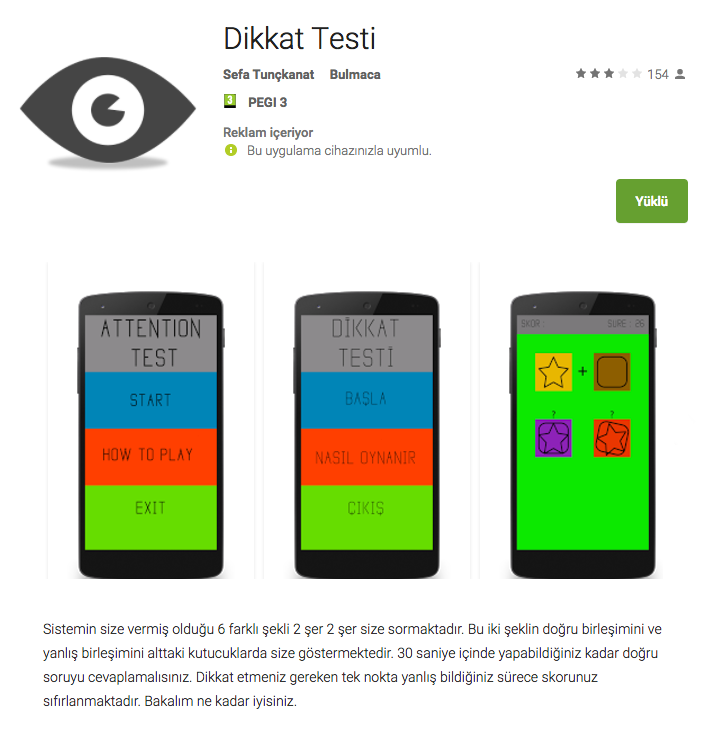 Dikkat Testi
Sefa Tunçkanat Bulmaca
154
3 PEGI 3
Reklam içeriyor
Bu uygulama cihazınızla uyumlu.
Yüklü
ATTENTION
TEST
START
HOW TO PLAY
EXIT
DİKKAT
TESTİ
BAŞLA
NASIL OYNANIR
ÇIKIŞ
SKOR : SURE : 26
+
? ?
Sistemin size vermiş olduğu 6 farklı şekli 2 şer 2 şer size sormaktadır. Bu iki şeklin doğru birleşimini ve
yanlış birleşimini alttaki kutucuklarda size göstermektedir. 30 saniye içinde yapabildiğiniz kadar doğru
soruyu cevaplamalısınız. Dikkat etmeniz gereken tek nokta yanlış bildiğiniz sürece skorunuz
sıfırlanmaktadır. Bakalım ne kadar iyisiniz.